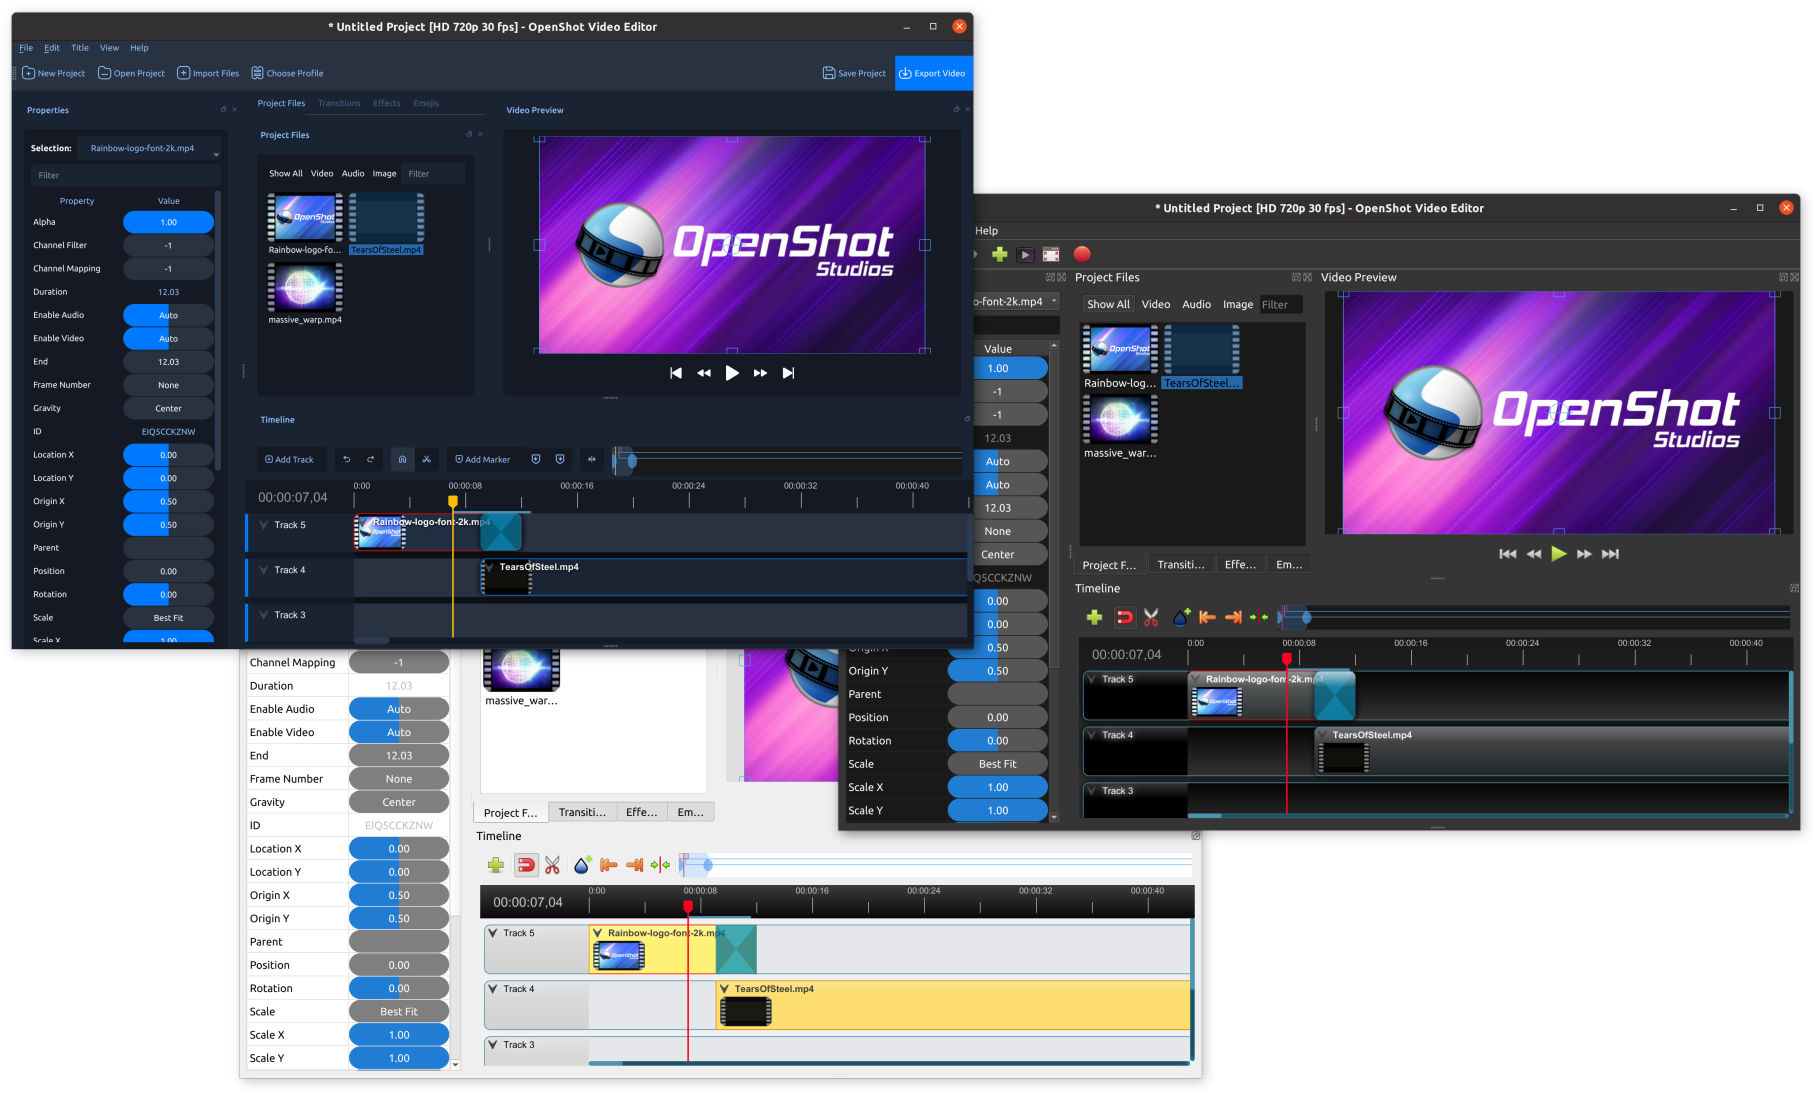 * Untitled Project [HD 720p 30 fps] - OpenShot Video Editor
File Edit Title View Help
New Project Open Project Import Files Choose Profile Save Project Export Video
Properties
Selection: Rainbow-logo-font-2k.mp4
Filter
Property Value
Alpha 1.00
Channel Filter -1
Channel Mapping -1
Duration 12.03
Enable Audio Auto
Enable Video Auto
End 12.03
Frame Number None
Gravity Center
ID EIQ5CCKZNW
Location X 0.00
Location Y 0.00
Origin X 0.50
Origin Y 0.50
Parent
Position 0.00
Rotation 0.00
Scale Best Fit
Scale X 1.00
Project Files Transitions Effects Emojis
Project Files
Show All Video Audio Image Filter
OpenShot
Rainbow-logo-fo... TearsOfSteel.mp4
massive_warp.mp4
Video Preview
OpenShot
Studios
Timeline
Add Track Add Marker
00:00:07,04 0:00 00:00:08 00:00:16 00:00:24 00:00:32 00:00:40
Track 5 Rainbow-logo-font-2k.mp4
OpenShot
Track 4 TearsOfSteel.mp4
Track 3
* Untitled Project [HD 720p 30 fps] - OpenShot Video Editor
Help
o-font-2k.mp4
Value
1.00
-1
-1
12.03
Auto
Auto
12.03
None
Center
Q5CCKZNW
0.00
0.00
Origin X 0.50
Origin Y 0.50
Parent
Position 0.00
Rotation 0.00
Scale Best Fit
Scale X 1.00
Scale Y 1.00
Project Files
Show All Video Audio Image Filter
OpenShot
Rainbow-log... TearsOfSteel...
massive_war...
Project F... Transiti... Effe... Em...
Video Preview
OpenShot
Studios
Timeline
00:00:07,04 0:00 00:00:08 00:00:16 00:00:24 00:00:32 00:00:40
Track 5 Rainbow-logo-font-2k.mp4
OpenShot
Track 4 TearsOfSteel.mp4
Track 3
Channel Mapping -1
Duration 12.03
Enable Audio Auto
Enable Video Auto
End 12.03
Frame Number None
Gravity Center
ID EIQ5CCKZNW
Location X 0.00
Location Y 0.00
Origin X 0.50
Origin Y 0.50
Parent
Position 0.00
Rotation 0.00
Scale Best Fit
Scale X 1.00
Scale Y 1.00
massive_war...
Project F... Transiti... Effe... Em...
Timeline
00:00:07,04 0:00 00:00:08 00:00:16 00:00:24 00:00:32 00:00:40
Track 5 Rainbow-logo-font-2k.mp4
OpenShot
Track 4 TearsOfSteel.mp4
Track 3